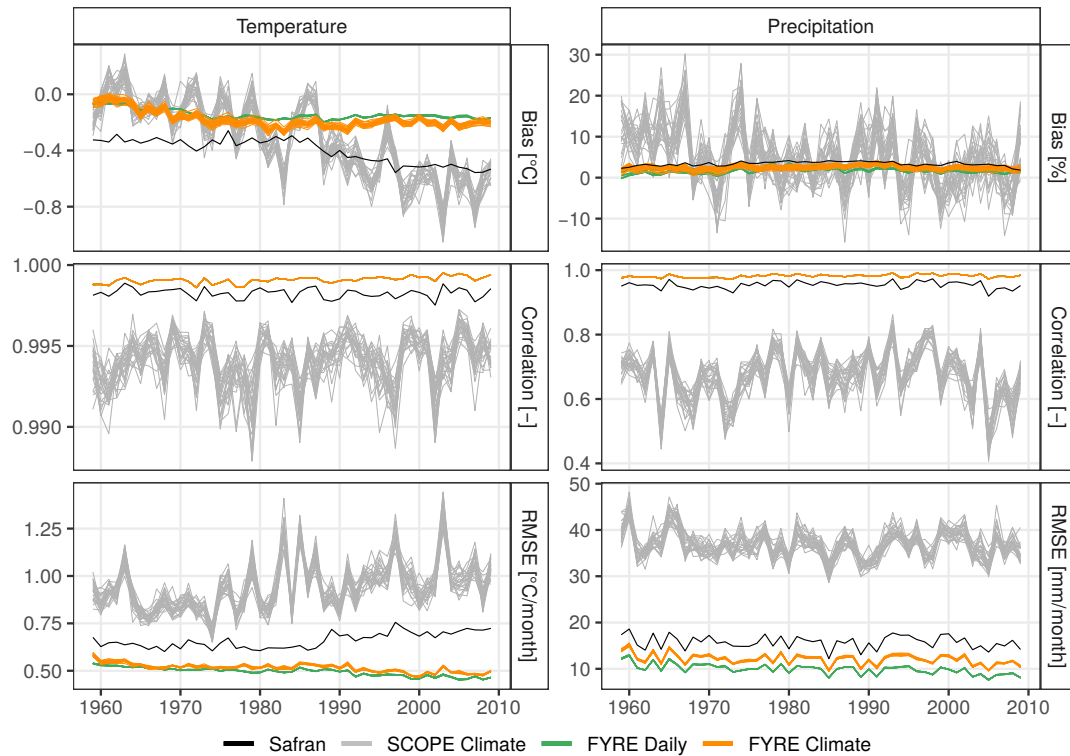 Temperature
Precipitation
0.0
−0.4
−0.8
Bias [°C]
30
20
10
0
−10
Bias [%]
1.000
0.995
0.990
Correlation [−]
1.0
0.8
0.6
0.4
Correlation [−]
1.25
1.00
0.75
0.50
RMSE [°C/month]
50
40
30
20
10
RMSE [mm/month]
1960 1970 1980 1990 2000 2010
1960 1970 1980 1990 2000 2010
Safran SCOPE Climate FYRE Daily FYRE Climate